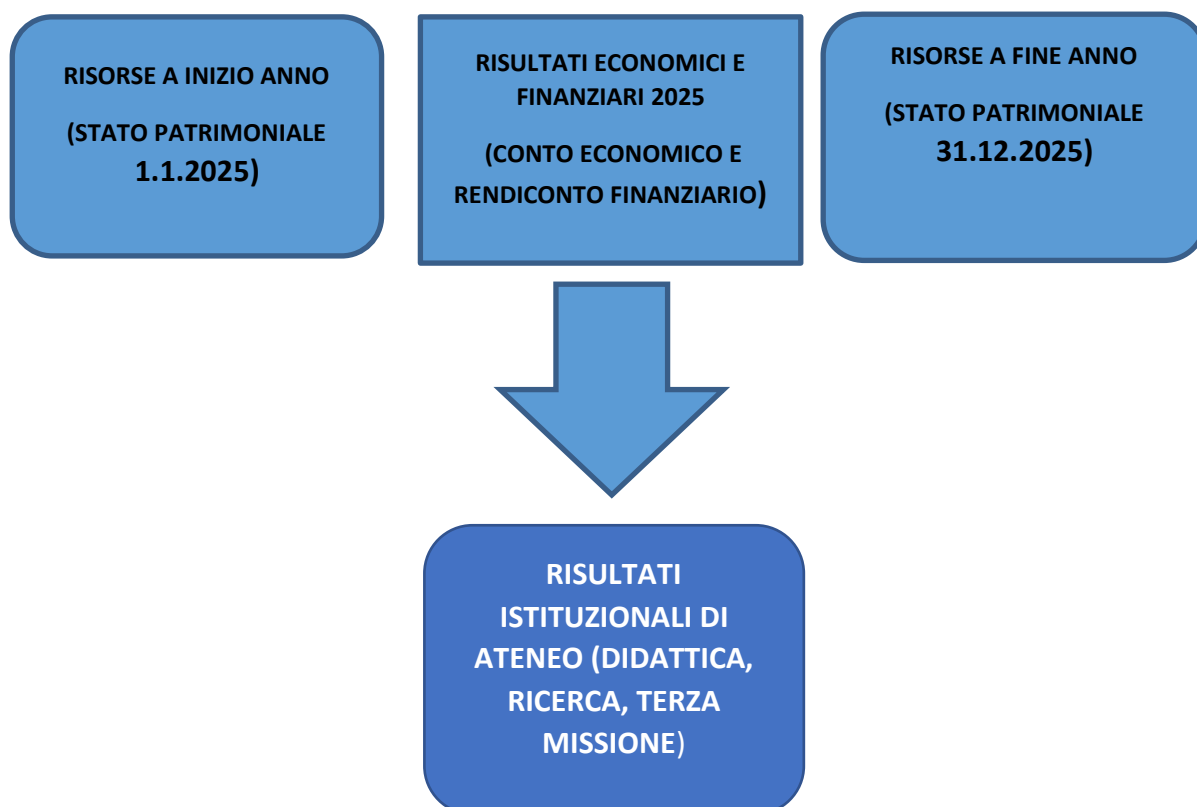 RISORSE A INIZIO ANNO
(STATO PATRIMONIALE
1.1.2025)
RISULTATI ECONOMICI E
FINANZIARI 2025
(CONTO ECONOMICO E
RENDICONTO FINANZIARIO)
RISORSE A FINE ANNO
(STATO PATRIMONIALE
31.12.2025)
RISULTATI
ISTITUZIONALI DI
ATENEO (DIDATTICA,
RICERCA, TERZA
MISSIONE)